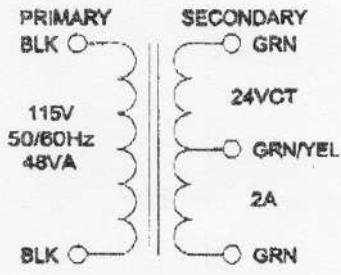 PRIMARY
SECONDARY
BLK
GRN
115V
50/60Hz
48VA
24VCT
GRN/YEL
2A
BLK
GRN